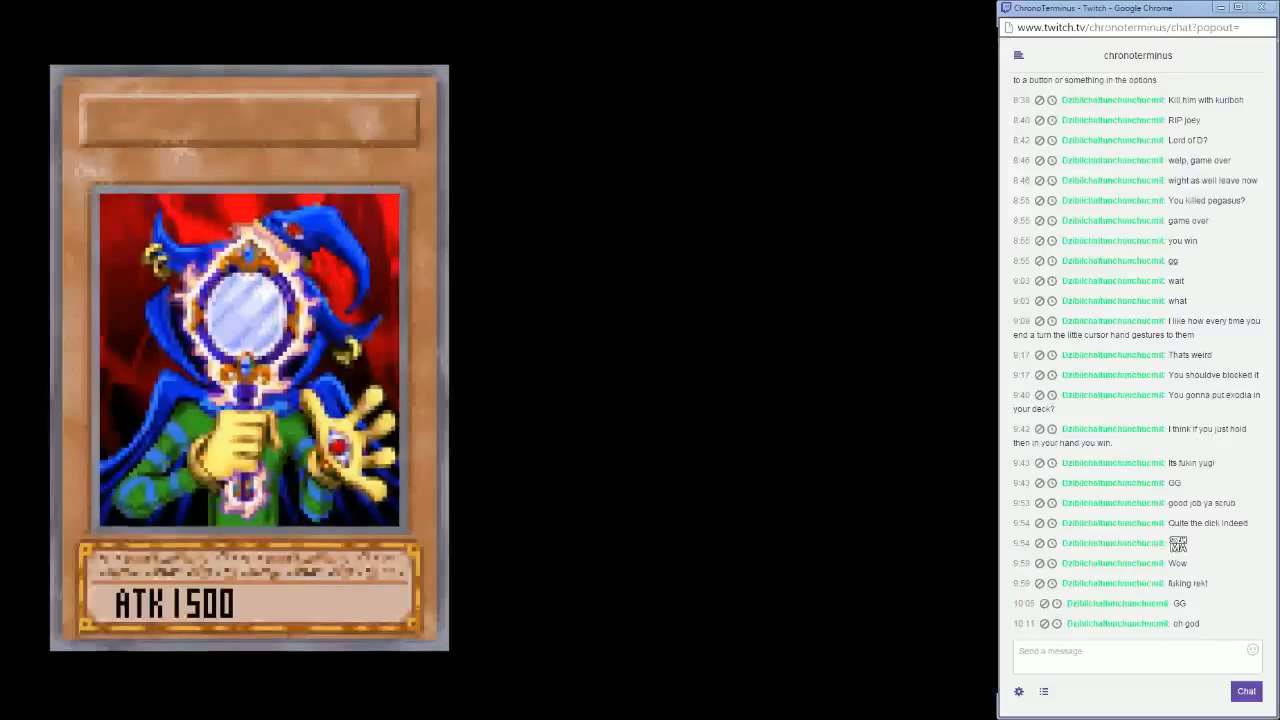 ChronoTerminus - Twitch - Google Chrome
www.twitch.tv/chronoterminus/chat?popout=
chronoterminus
to a button or something in the options
8:38 Dzibilchaltunchunchucmil: Kill him with kuriboh
8:40 Dzibilchaltunchunchucmil: RIP joey
8:42 Dzibilchaltunchunchucmil: Lord of D?
8:46 Dzibilchaltunchunchucmil: welp, game over
8:46 Dzibilchaltunchunchucmil: wight as well leave now
8:55 Dzibilchaltunchunchucmil: You killed pegasus?
8:55 Dzibilchaltunchunchucmil: game over
8:55 Dzibilchaltunchunchucmil: you win
8:55 Dzibilchaltunchunchucmil: gg
9:03 Dzibilchaltunchunchucmil: wait
9:03 Dzibilchaltunchunchucmil: what
9:09 Dzibilchaltunchunchucmil: I like how every time you
end a turn the little cursor hand gestures to them
9:17 Dzibilchaltunchunchucmil: Thats weird
9:17 Dzibilchaltunchunchucmil: You shouldve blocked it
9:40 Dzibilchaltunchunchucmil: You gonna put exodia in
your deck?
9:42 Dzibilchaltunchunchucmil: I think if you just hold
then in your hand you win.
9:43 Dzibilchaltunchunchucmil: Its fukin yugi
9:43 Dzibilchaltunchunchucmil: GG
9:53 Dzibilchaltunchunchucmil: good job ya scrub
9:54 Dzibilchaltunchunchucmil: Quite the dick indeed
9:54 Dzibilchaltunchunchucmil:
9:59 Dzibilchaltunchunchucmil: Wow
9:59 Dzibilchaltunchunchucmil: fuking rekt
10:05 Dzibilchaltunchunchucmil: GG
10:11 Dzibilchaltunchunchucmil: oh god
Send a message
Chat
ATK 1500